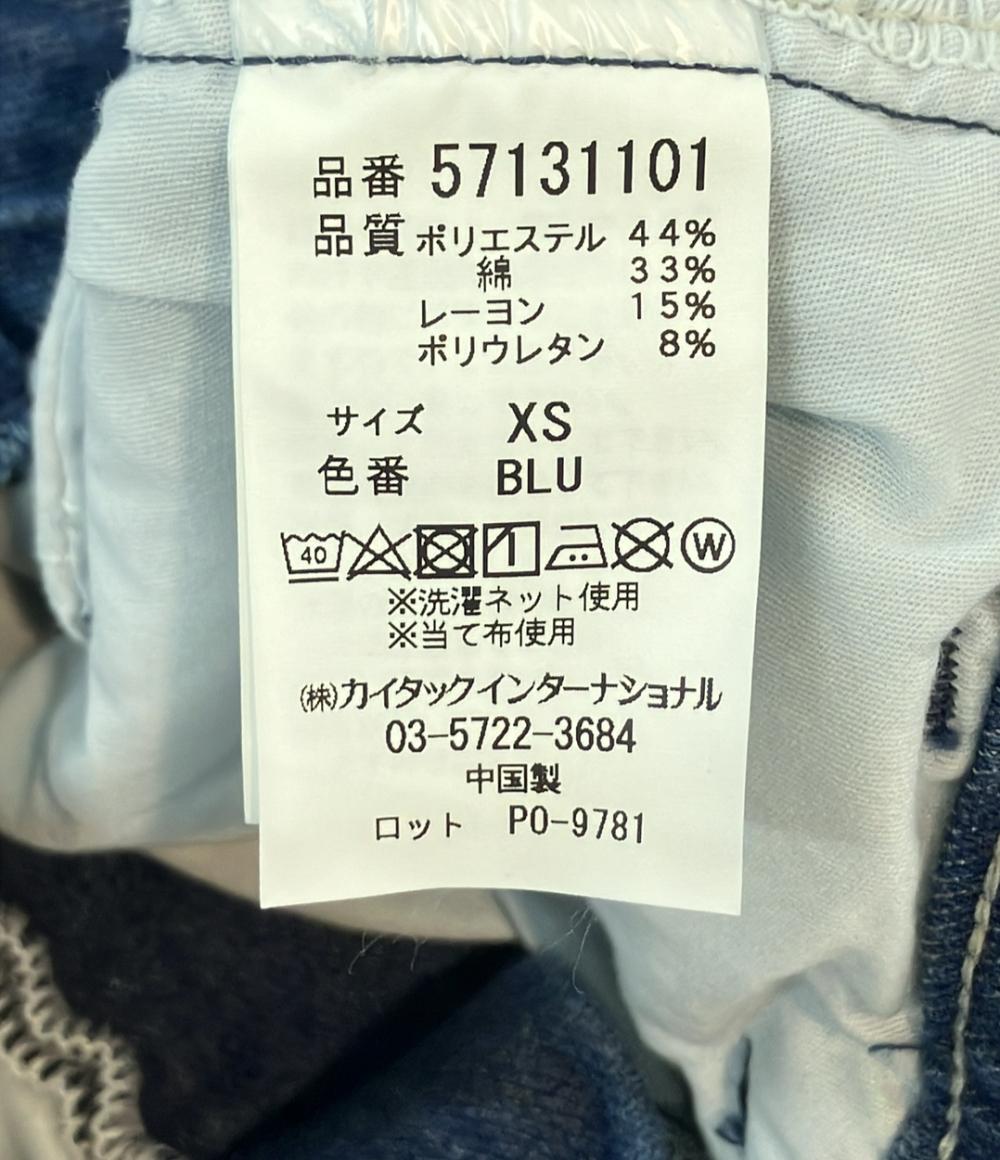 品番 57131101
品質 ポリエステル 44%
綿 33%
レーヨン 15%
ポリウレタン 8%
サイズ XS
色番 BLU
40 W
※洗濯ネット使用
※当て布使用
㈱カイタックインターナショナル
03-5722-3684
中国製
ロット PO-9781